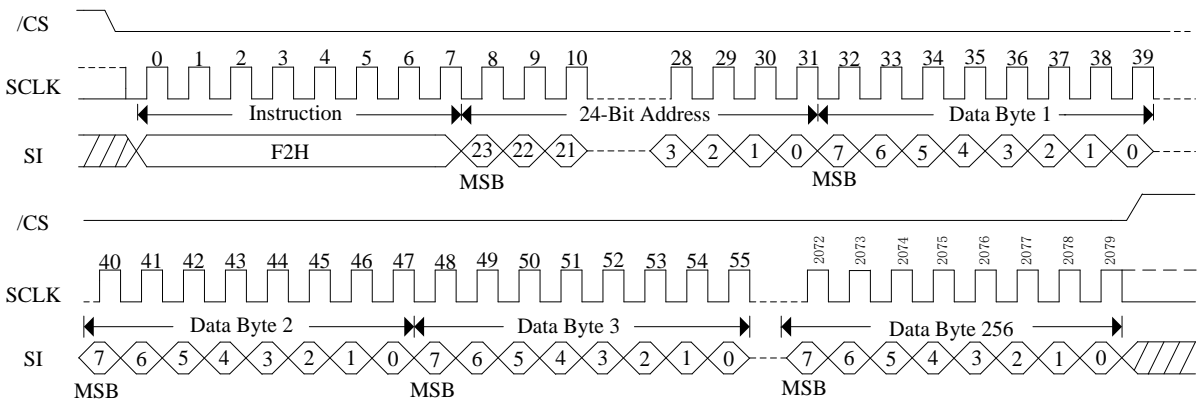 /CS
0 1 2 3 4 5 6 7 8 9 10 28 29 30 31 32 33 34 35 36 37 38 39
SCLK
Instruction 24-Bit Address Data Byte 1
SI F2H 23 22 21 3 2 1 0 7 6 5 4 3 2 1 0
MSB MSB
/CS
40 41 42 43 44 45 46 47 48 49 50 51 52 53 54 55 2072 2073 2074 2075 2076 2077 2078 2079
SCLK
Data Byte 2 Data Byte 3 Data Byte 256
SI 7 6 5 4 3 2 1 0 7 6 5 4 3 2 1 0 7 6 5 4 3 2 1 0
MSB MSB MSB